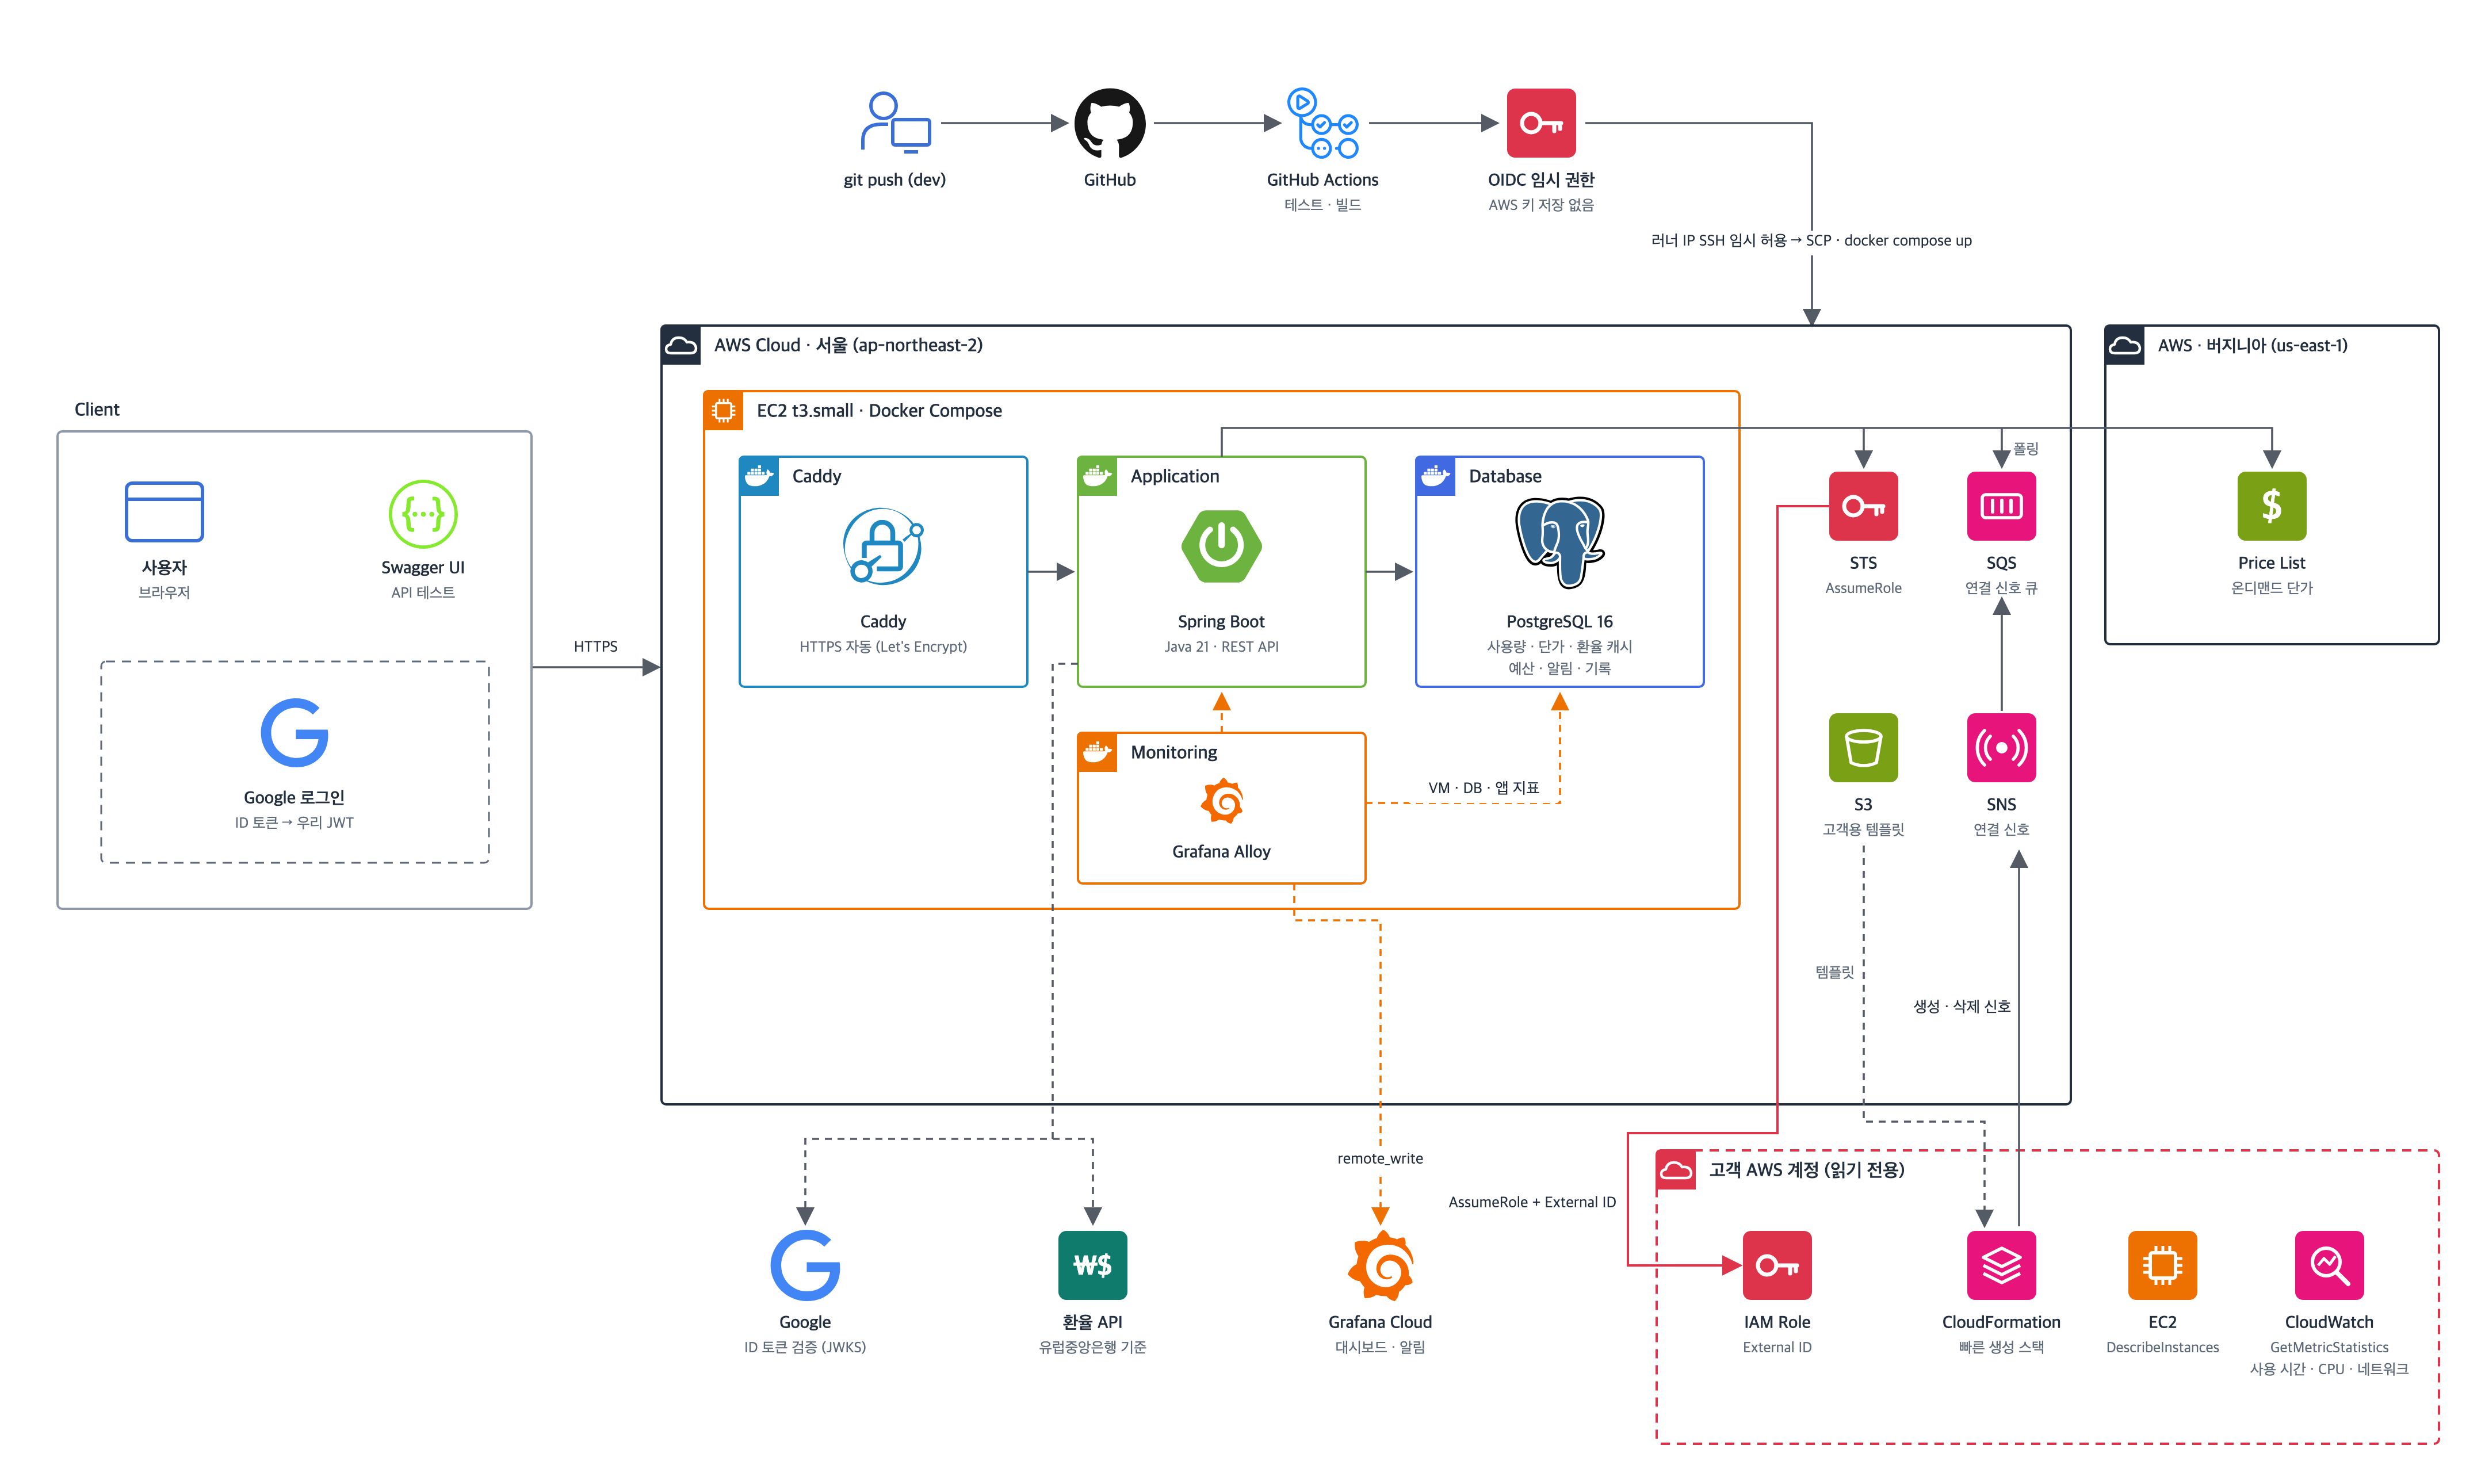 git push (dev)
GitHub
GitHub Actions
테스트 · 빌드
OIDC 임시 권한
AWS 키 저장 없음
러너 IP SSH 임시 허용 → SCP · docker compose up
AWS Cloud · 서울 (ap-northeast-2)
AWS · 버지니아 (us-east-1)
Client
EC2 t3.small · Docker Compose
폴링
Caddy
Application
Database
사용자
브라우저
Swagger UI
API 테스트
Caddy
HTTPS 자동 (Let's Encrypt)
Spring Boot
Java 21 · REST API
PostgreSQL 16
사용량 · 단가 · 환율 캐시
예산 · 알림 · 기록
STS
AssumeRole
SQS
연결 신호 큐
$
Price List
온디맨드 단가
HTTPS
Google 로그인
ID 토큰 → 우리 JWT
Monitoring
Grafana Alloy
VM · DB · 앱 지표
S3
고객용 템플릿
SNS
연결 신호
템플릿
생성 · 삭제 신호
remote_write
AssumeRole + External ID
고객 AWS 계정 (읽기 전용)
Google
ID 토큰 검증 (JWKS)
₩$
환율 API
유럽중앙은행 기준
Grafana Cloud
대시보드 · 알림
IAM Role
External ID
CloudFormation
빠른 생성 스택
EC2
DescribeInstances
CloudWatch
GetMetricStatistics
사용 시간 · CPU · 네트워크